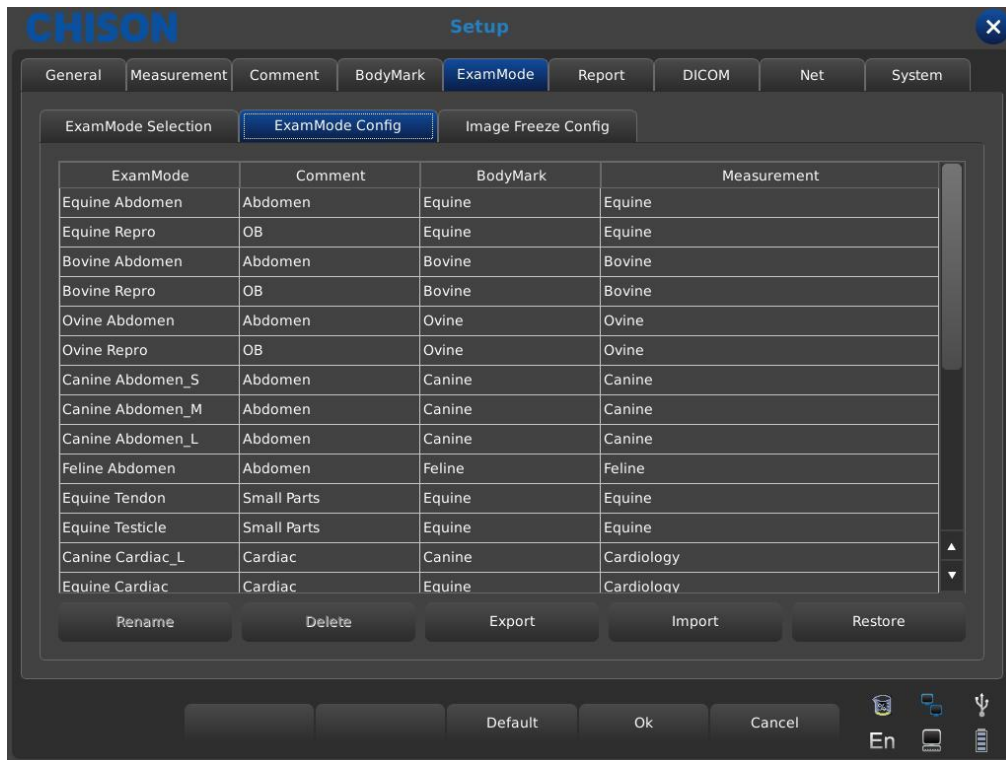 CHISON
Setup
General Measurement Comment BodyMark ExamMode Report DICOM Net System
ExamMode Selection ExamMode Config Image Freeze Config
ExamMode Comment BodyMark Measurement
Equine Abdomen Abdomen Equine Equine
Equine Repro OB Equine Equine
Bovine Abdomen Abdomen Bovine Bovine
Bovine Repro OB Bovine Bovine
Ovine Abdomen Abdomen Ovine Ovine
Ovine Repro OB Ovine Ovine
Canine Abdomen_S Abdomen Canine Canine
Canine Abdomen_M Abdomen Canine Canine
Canine Abdomen_L Abdomen Canine Canine
Feline Abdomen Abdomen Feline Feline
Equine Tendon Small Parts Equine Equine
Equine Testicle Small Parts Equine Equine
Canine Cardiac_L Cardiac Canine Cardiology
Equine Cardiac Cardiac Equine Cardiology
Rename Delete Export Import Restore
Default Ok Cancel
En